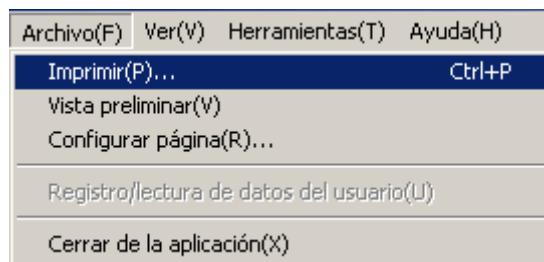 Archivo(F) Ver(V) Herramientas(T) Ayuda(H)
Imprimir(P)... Ctrl+P
Vista preliminar(V)
Configurar página(R)...
Registro/lectura de datos del usuario(U)
Cerrar de la aplicación(X)